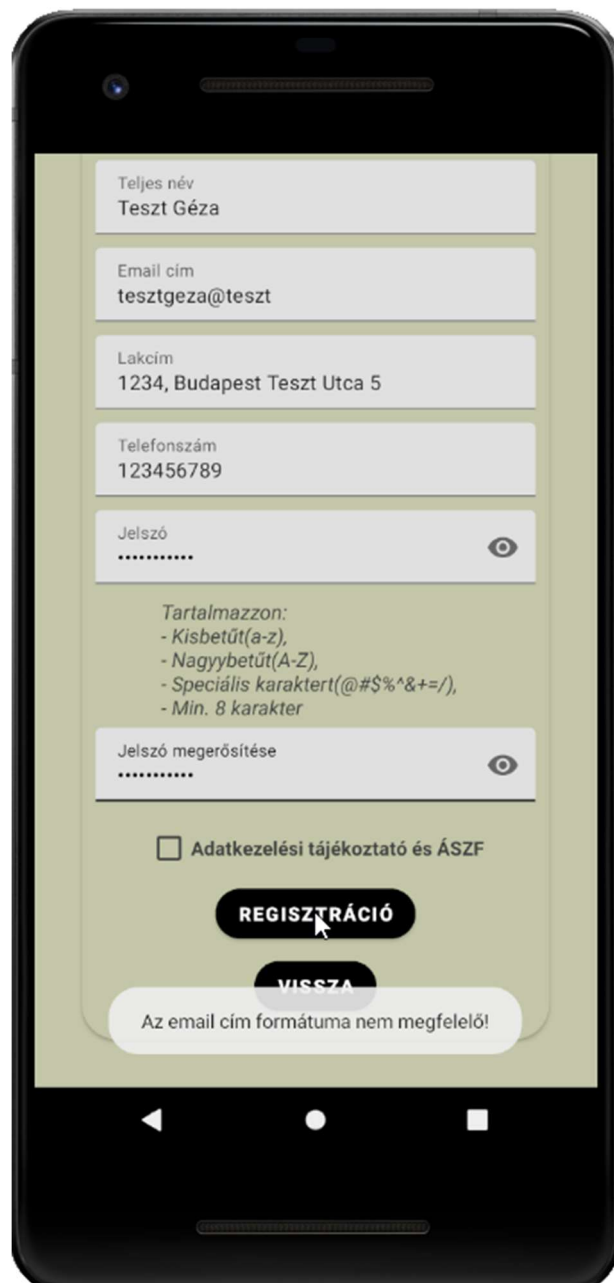 Teljes név
Teszt Géza
Email cím
tesztgeza@teszt
Lakcím
1234, Budapest Teszt Utca 5
Telefonszám
123456789
Jelszó
•••••••••••
Tartalmazzon:
- Kisbetűt(a-z),
- Nagyybetűt(A-Z),
- Speciális karaktert(@#$%^&+=/),
- Min. 8 karakter
Jelszó megerősítése
•••••••••••
Adatkezelési tájékoztató és ÁSZF
REGISZTRÁCIÓ
VISSZA
Az email cím formátuma nem megfelelő!